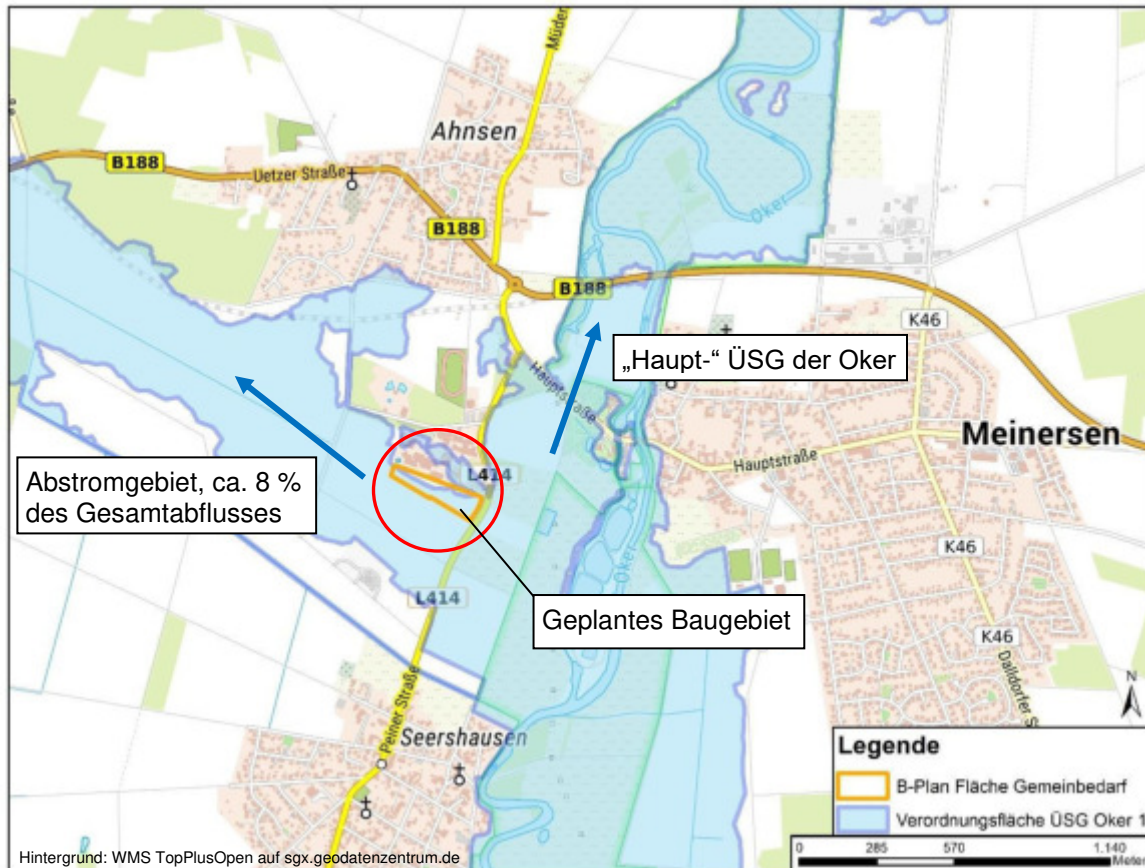 Müden
Ahnsen
B188
Uetzer Straße
B188
B188
Oker
K46
„Haupt-“ ÜSG der Oker
Hauptstraße
Meinersen
Hauptstraße
L414
Abstromgebiet, ca. 8 %
des Gesamtabflusses
K46
Oker
L414
Geplantes Baugebiet
K46
Dalldorfer S
Peiner Straße
Seershausen
N
Legende
B-Plan Fläche Gemeinbedarf
Verordnungsfläche ÜSG Oker 1
0 285 570 1.140
Meter
Hintergrund: WMS TopPlusOpen auf sgx.geodatenzentrum.de